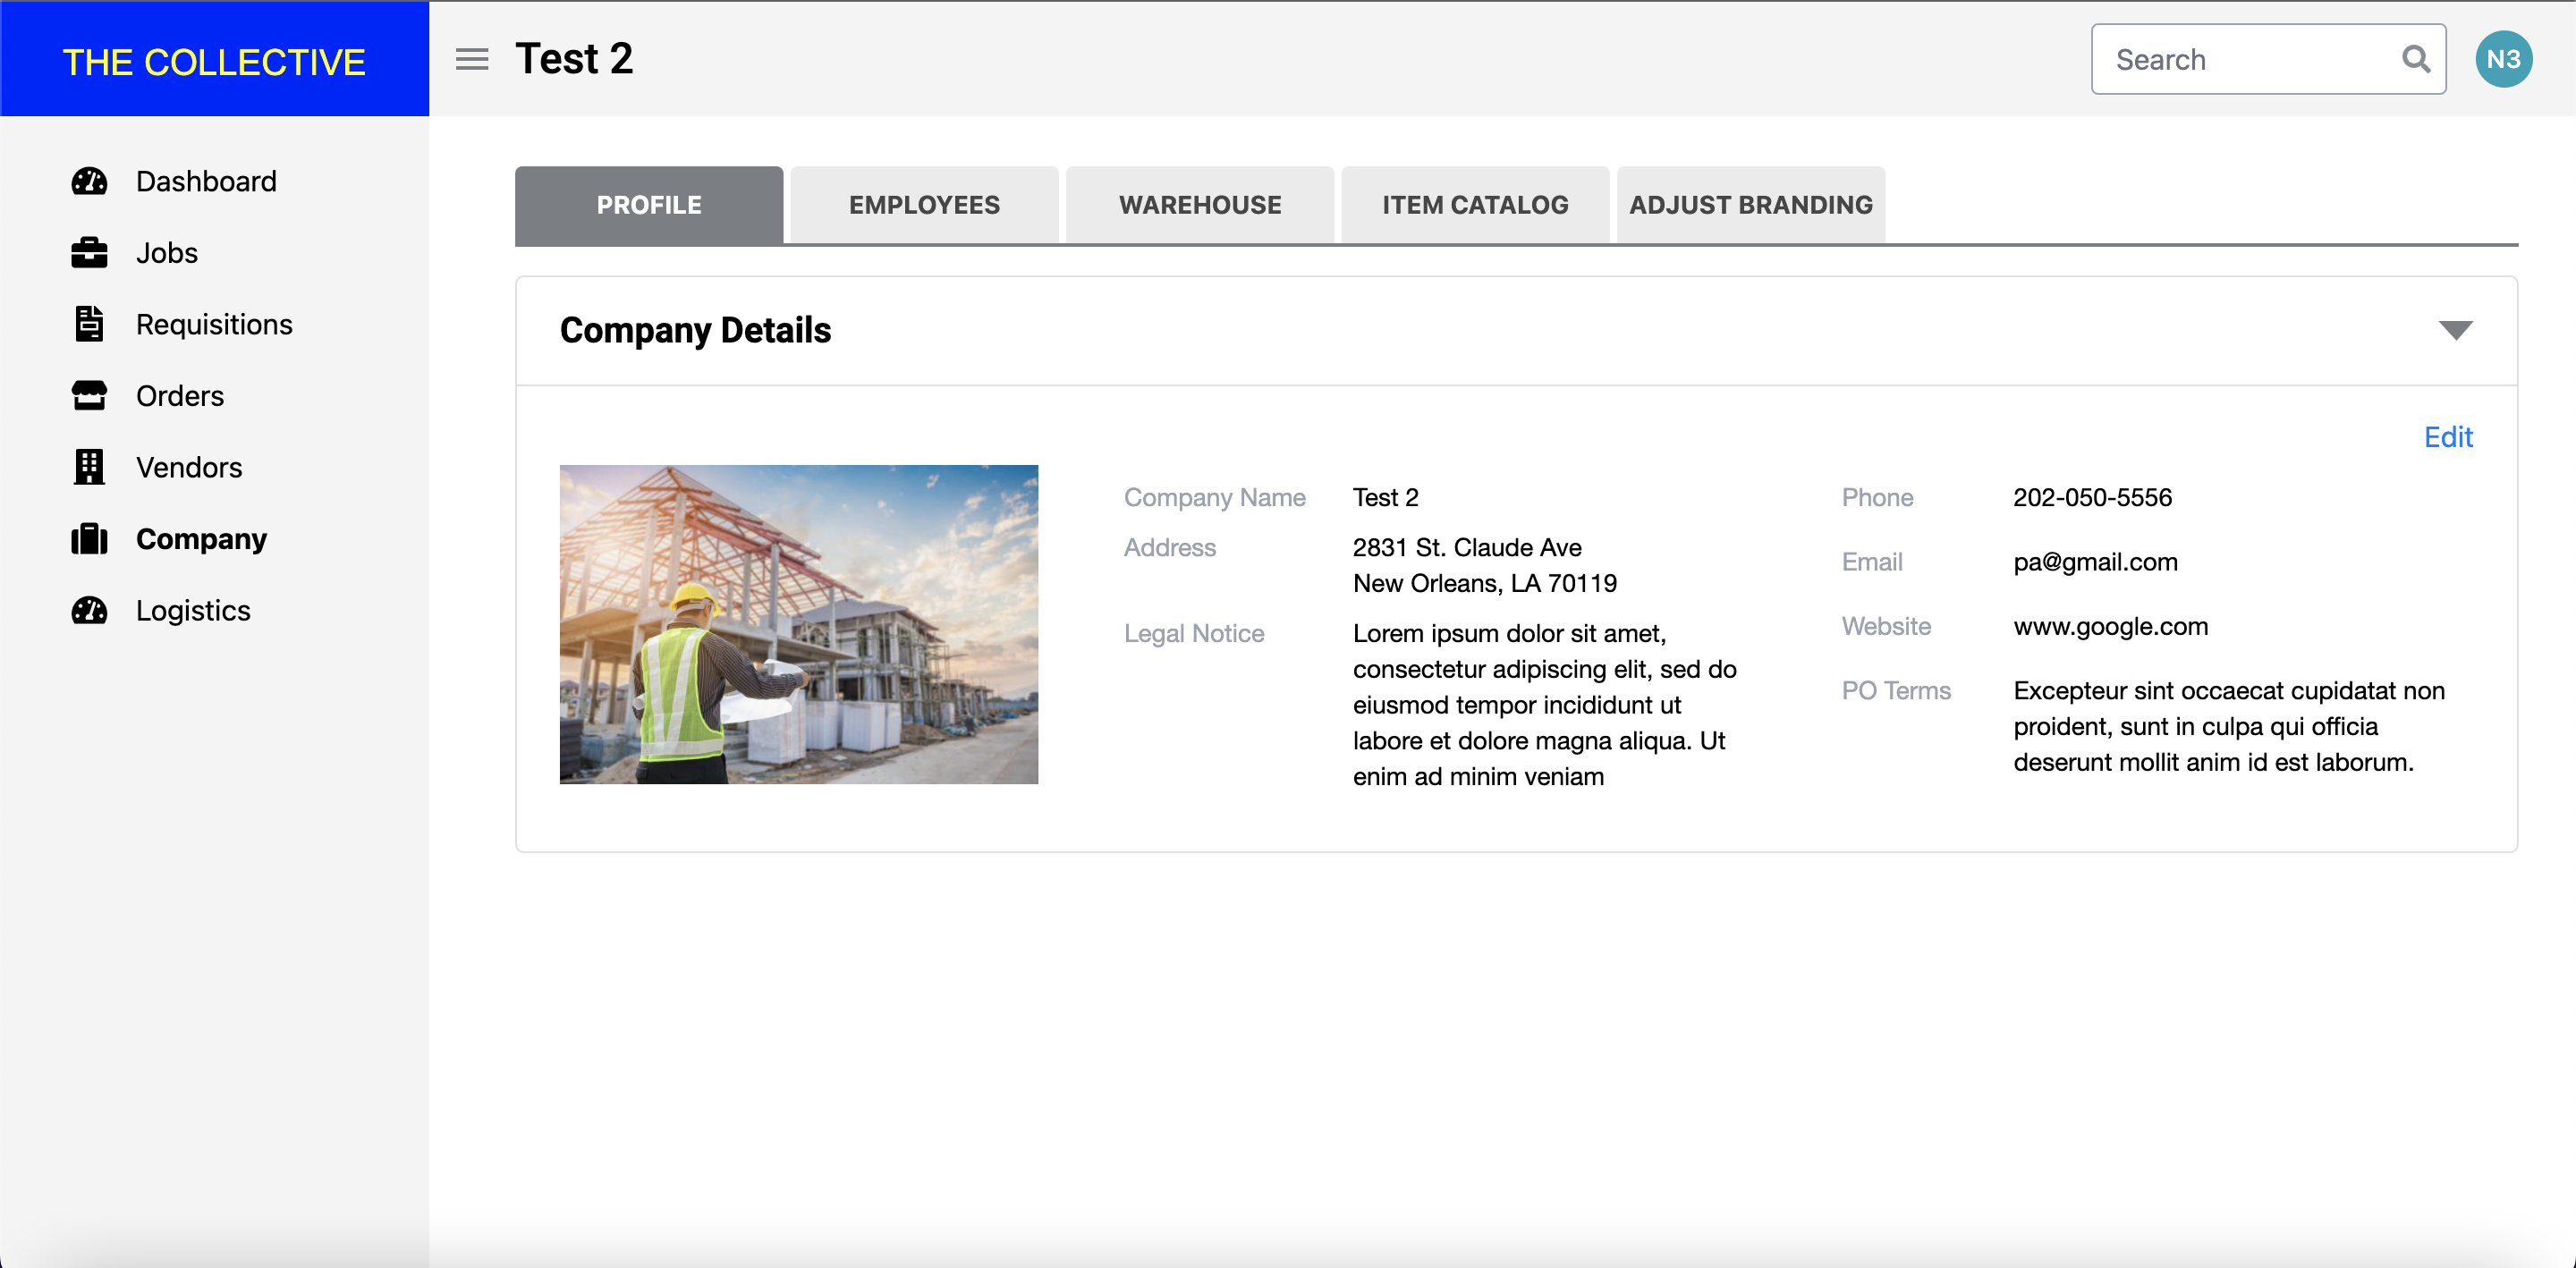 THE COLLECTIVE
Test 2
Search
N3
Dashboard
Jobs
Requisitions
Orders
Vendors
Company
Logistics
PROFILE
EMPLOYEES
WAREHOUSE
ITEM CATALOG
ADJUST BRANDING
Company Details
Edit
Company Name
Test 2
Address
2831 St. Claude Ave
New Orleans, LA 70119
Legal Notice
Lorem ipsum dolor sit amet,
consectetur adipiscing elit, sed do
eiusmod tempor incididunt ut
labore et dolore magna aliqua. Ut
enim ad minim veniam
Phone
202-050-5556
Email
pa@gmail.com
Website
www.google.com
PO Terms
Excepteur sint occaecat cupidatat non
proident, sunt in culpa qui officia
deserunt mollit anim id est laborum.